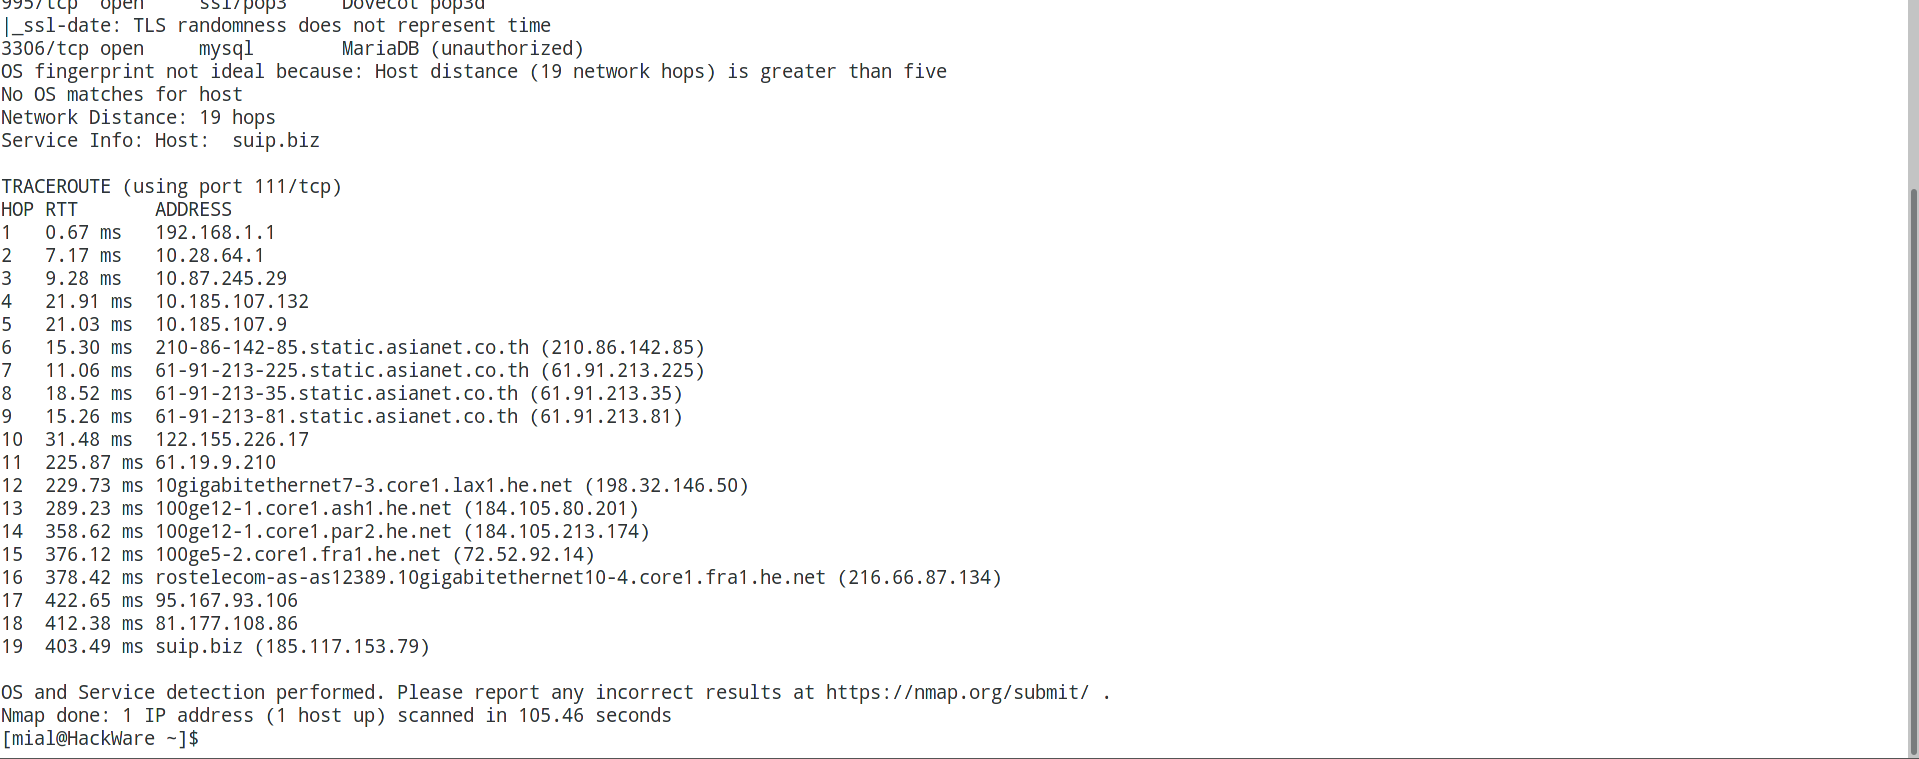 995/tcp  open     ssl/pop3     Dovecot pop3d
|_ssl-date: TLS randomness does not represent time
3306/tcp open     mysql        MariaDB (unauthorized)
OS fingerprint not ideal because: Host distance (19 network hops) is greater than five
No OS matches for host
Network Distance: 19 hops
Service Info: Host:  suip.biz

TRACEROUTE (using port 111/tcp)
HOP RTT       ADDRESS
1   0.67 ms   192.168.1.1
2   7.17 ms   10.28.64.1
3   9.28 ms   10.87.245.29
4   21.91 ms  10.185.107.132
5   21.03 ms  10.185.107.9
6   15.30 ms  210-86-142-85.static.asianet.co.th (210.86.142.85)
7   11.06 ms  61-91-213-225.static.asianet.co.th (61.91.213.225)
8   18.52 ms  61-91-213-35.static.asianet.co.th (61.91.213.35)
9   15.26 ms  61-91-213-81.static.asianet.co.th (61.91.213.81)
10  31.48 ms  122.155.226.17
11  225.87 ms 61.19.9.210
12  229.73 ms 10gigabitethernet7-3.core1.lax1.he.net (198.32.146.50)
13  289.23 ms 100ge12-1.core1.ash1.he.net (184.105.80.201)
14  358.62 ms 100ge12-1.core1.par2.he.net (184.105.213.174)
15  376.12 ms 100ge5-2.core1.fra1.he.net (72.52.92.14)
16  378.42 ms rostelecom-as-as12389.10gigabitethernet10-4.core1.fra1.he.net (216.66.87.134)
17  422.65 ms 95.167.93.106
18  412.38 ms 81.177.108.86
19  403.49 ms suip.biz (185.117.153.79)

OS and Service detection performed. Please report any incorrect results at https://nmap.org/submit/ .
Nmap done: 1 IP address (1 host up) scanned in 105.46 seconds
[mial@HackWare ~]$